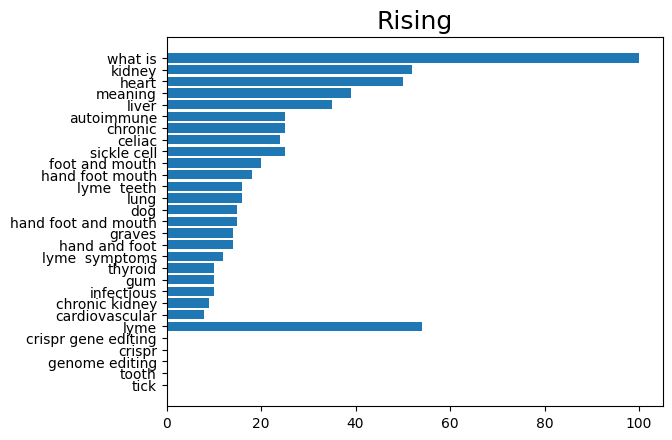 Rising
what is
kidney
heart
meaning
liver
autoimmune
chronic
celiac
sickle cell
foot and mouth
hand foot mouth
lyme  teeth
lung
dog
hand foot and mouth
graves
hand and foot
lyme  symptoms
thyroid
gum
infectious
chronic kidney
cardiovascular
lyme
crispr gene editing
crispr
genome editing
tooth
tick
0 20 40 60 80 100